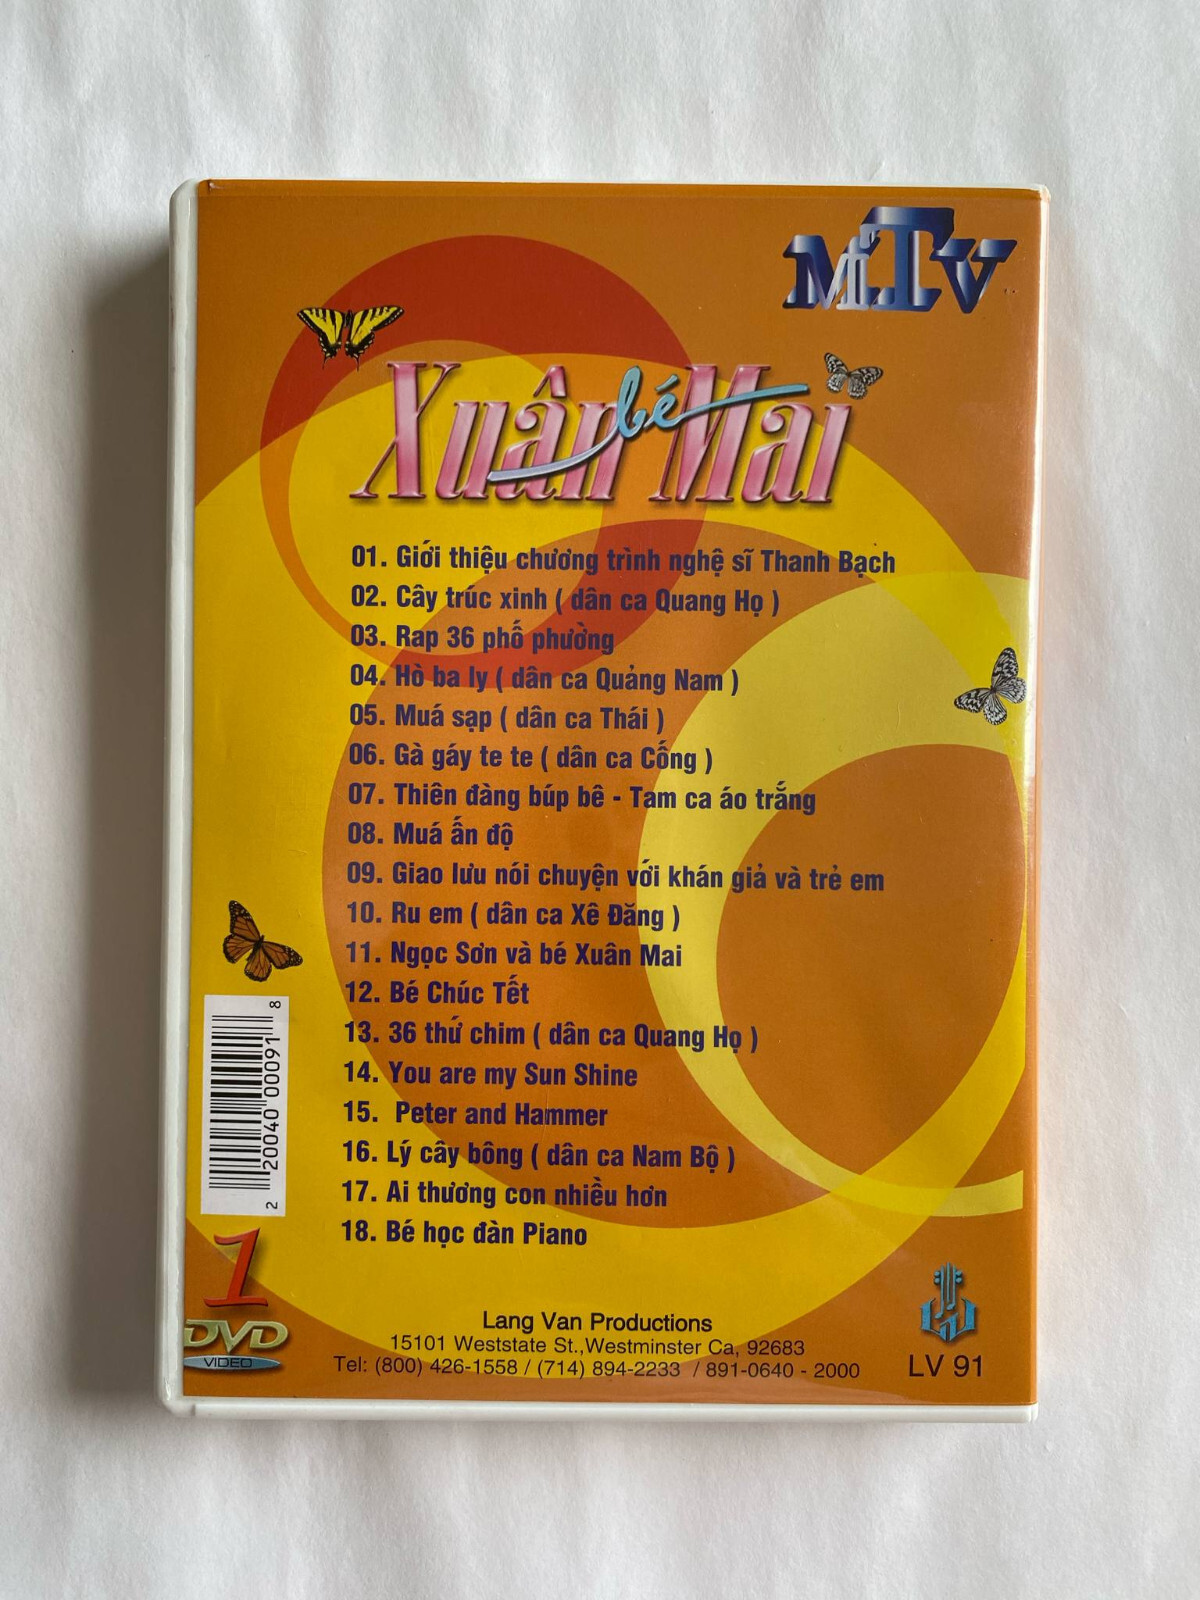 MTV
Xuân bé Mai
01. Giới thiệu chương trình nghệ sĩ Thanh Bạch
02. Cây trúc xinh ( dân ca Quang Họ )
03. Rap 36 phố phường
04. Hò ba ly ( dân ca Quảng Nam )
05. Muá sạp ( dân ca Thái )
06. Gà gáy te te ( dân ca Cống )
07. Thiên đàng búp bê - Tam ca áo trắng
08. Muá ấn độ
09. Giao lưu nói chuyện với khán giả và trẻ em
10. Ru em ( dân ca Xê Đăng )
11. Ngọc Sơn và bé Xuân Mai
12. Bé Chúc Tết
13. 36 thứ chim ( dân ca Quang Họ )
14. You are my Sun Shine
15. Peter and Hammer
16. Lý cây bông ( dân ca Nam Bộ )
17. Ai thương con nhiều hơn
18. Bé học đàn Piano
2 20040 00091 8
1
DVD
VIDEO
Lang Van Productions
15101 Weststate St.,Westminster Ca, 92683
Tel: (800) 426-1558 / (714) 894-2233 / 891-0640 - 2000
LV 91